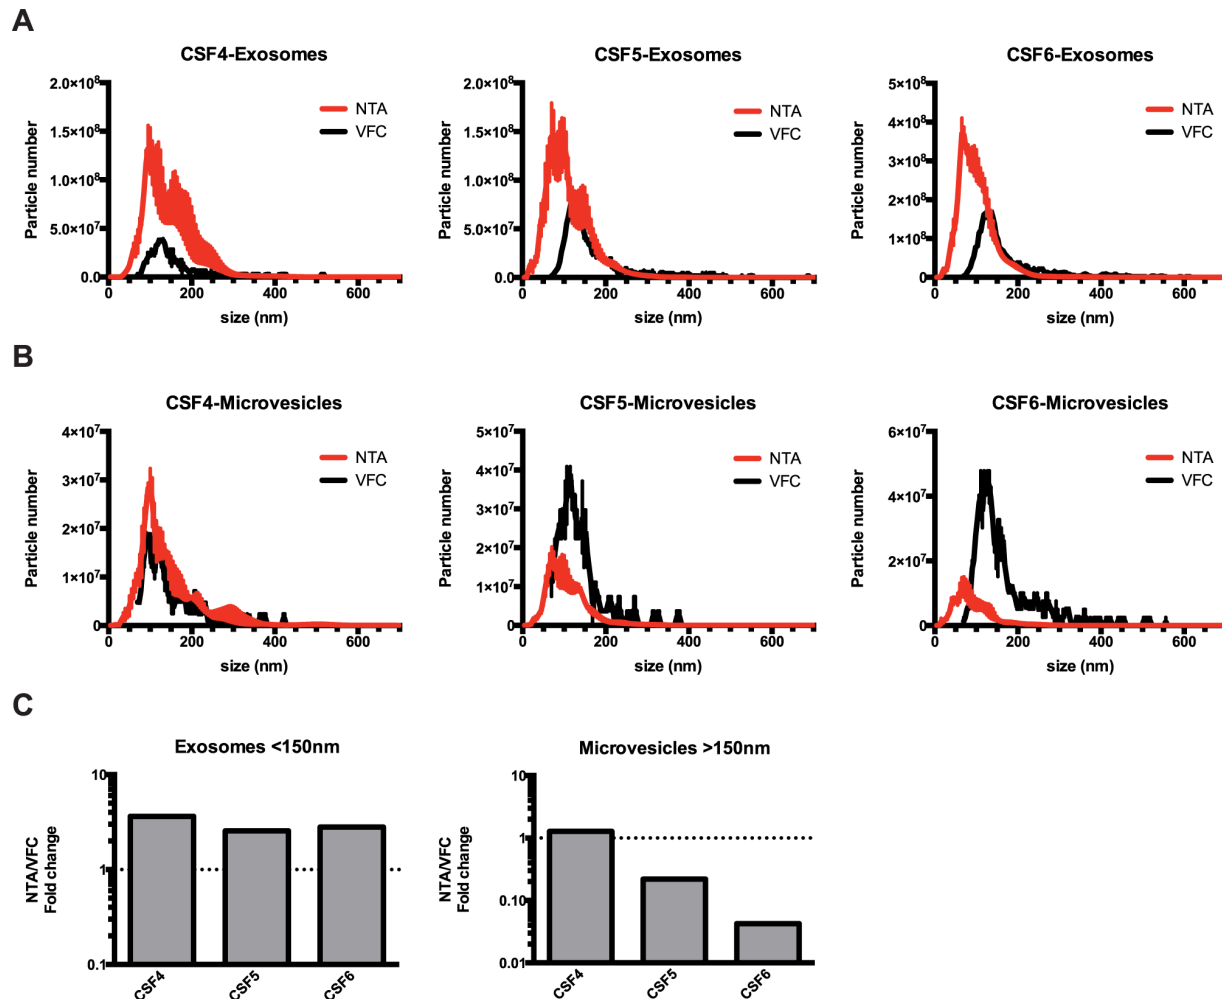 A
CSF4-Exosomes
2.0×10⁸
1.5×10⁸
1.0×10⁸
5.0×10⁷
0.0
Particle number
0 200 400 600
size (nm)
NTA
VFC
CSF5-Exosomes
2.0×10⁸
1.5×10⁸
1.0×10⁸
5.0×10⁷
0.0
Particle number
0 200 400 600
size (nm)
NTA
VFC
CSF6-Exosomes
5×10⁸
4×10⁸
3×10⁸
2×10⁸
1×10⁸
0
Particle number
0 200 400 600
size (nm)
NTA
VFC
B
CSF4-Microvesicles
4×10⁷
3×10⁷
2×10⁷
1×10⁷
0
Particle number
0 200 400 600
size (nm)
NTA
VFC
CSF5-Microvesicles
5×10⁷
4×10⁷
3×10⁷
2×10⁷
1×10⁷
0
Particle number
0 200 400 600
size (nm)
NTA
VFC
CSF6-Microvesicles
6×10⁷
4×10⁷
2×10⁷
0
Particle number
0 200 400 600
size (nm)
NTA
VFC
C
Exosomes <150nm
10
1
0.1
NTA/VFC
Fold change
CSF4 CSF5 CSF6
Microvesicles >150nm
10
1
0.10
0.01
NTA/VFC
Fold change
CSF4 CSF5 CSF6